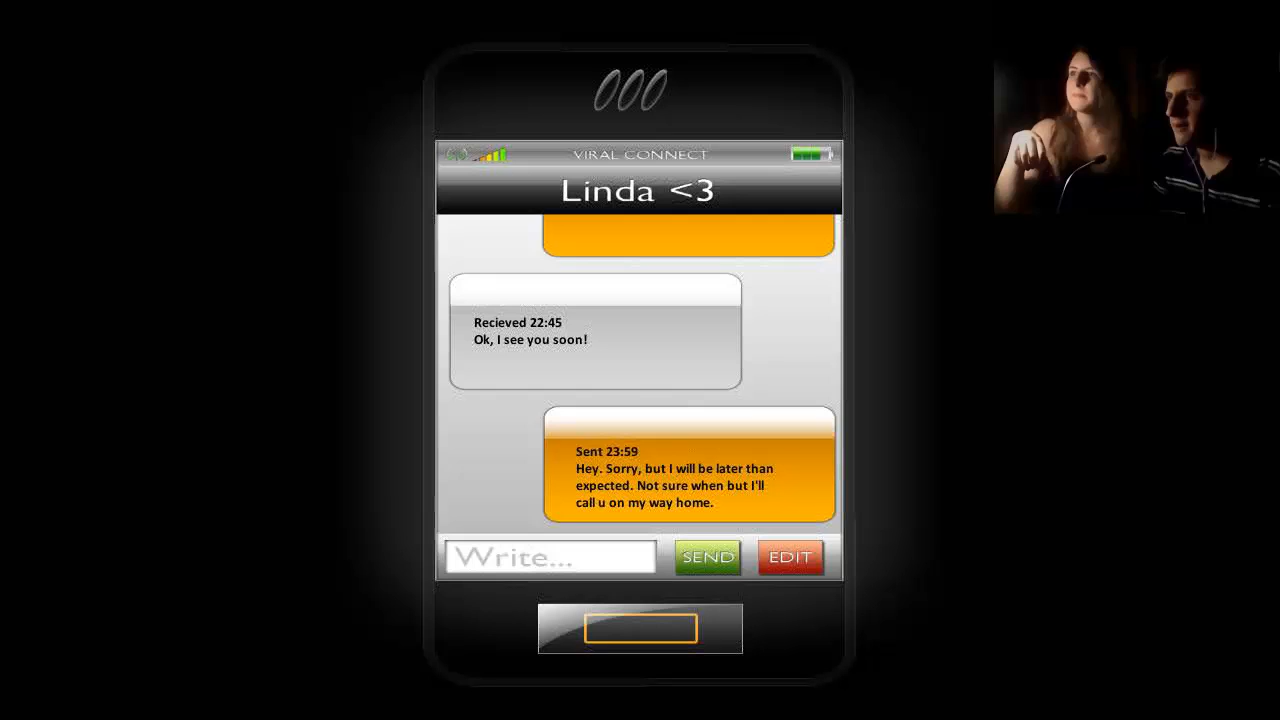 VIRAL CONNECT
Linda <3
Recieved 22:45
Ok, I see you soon!
Sent 23:59
Hey. Sorry, but I will be later than
expected. Not sure when but I'll
call u on my way home.
Write...
SEND
EDIT